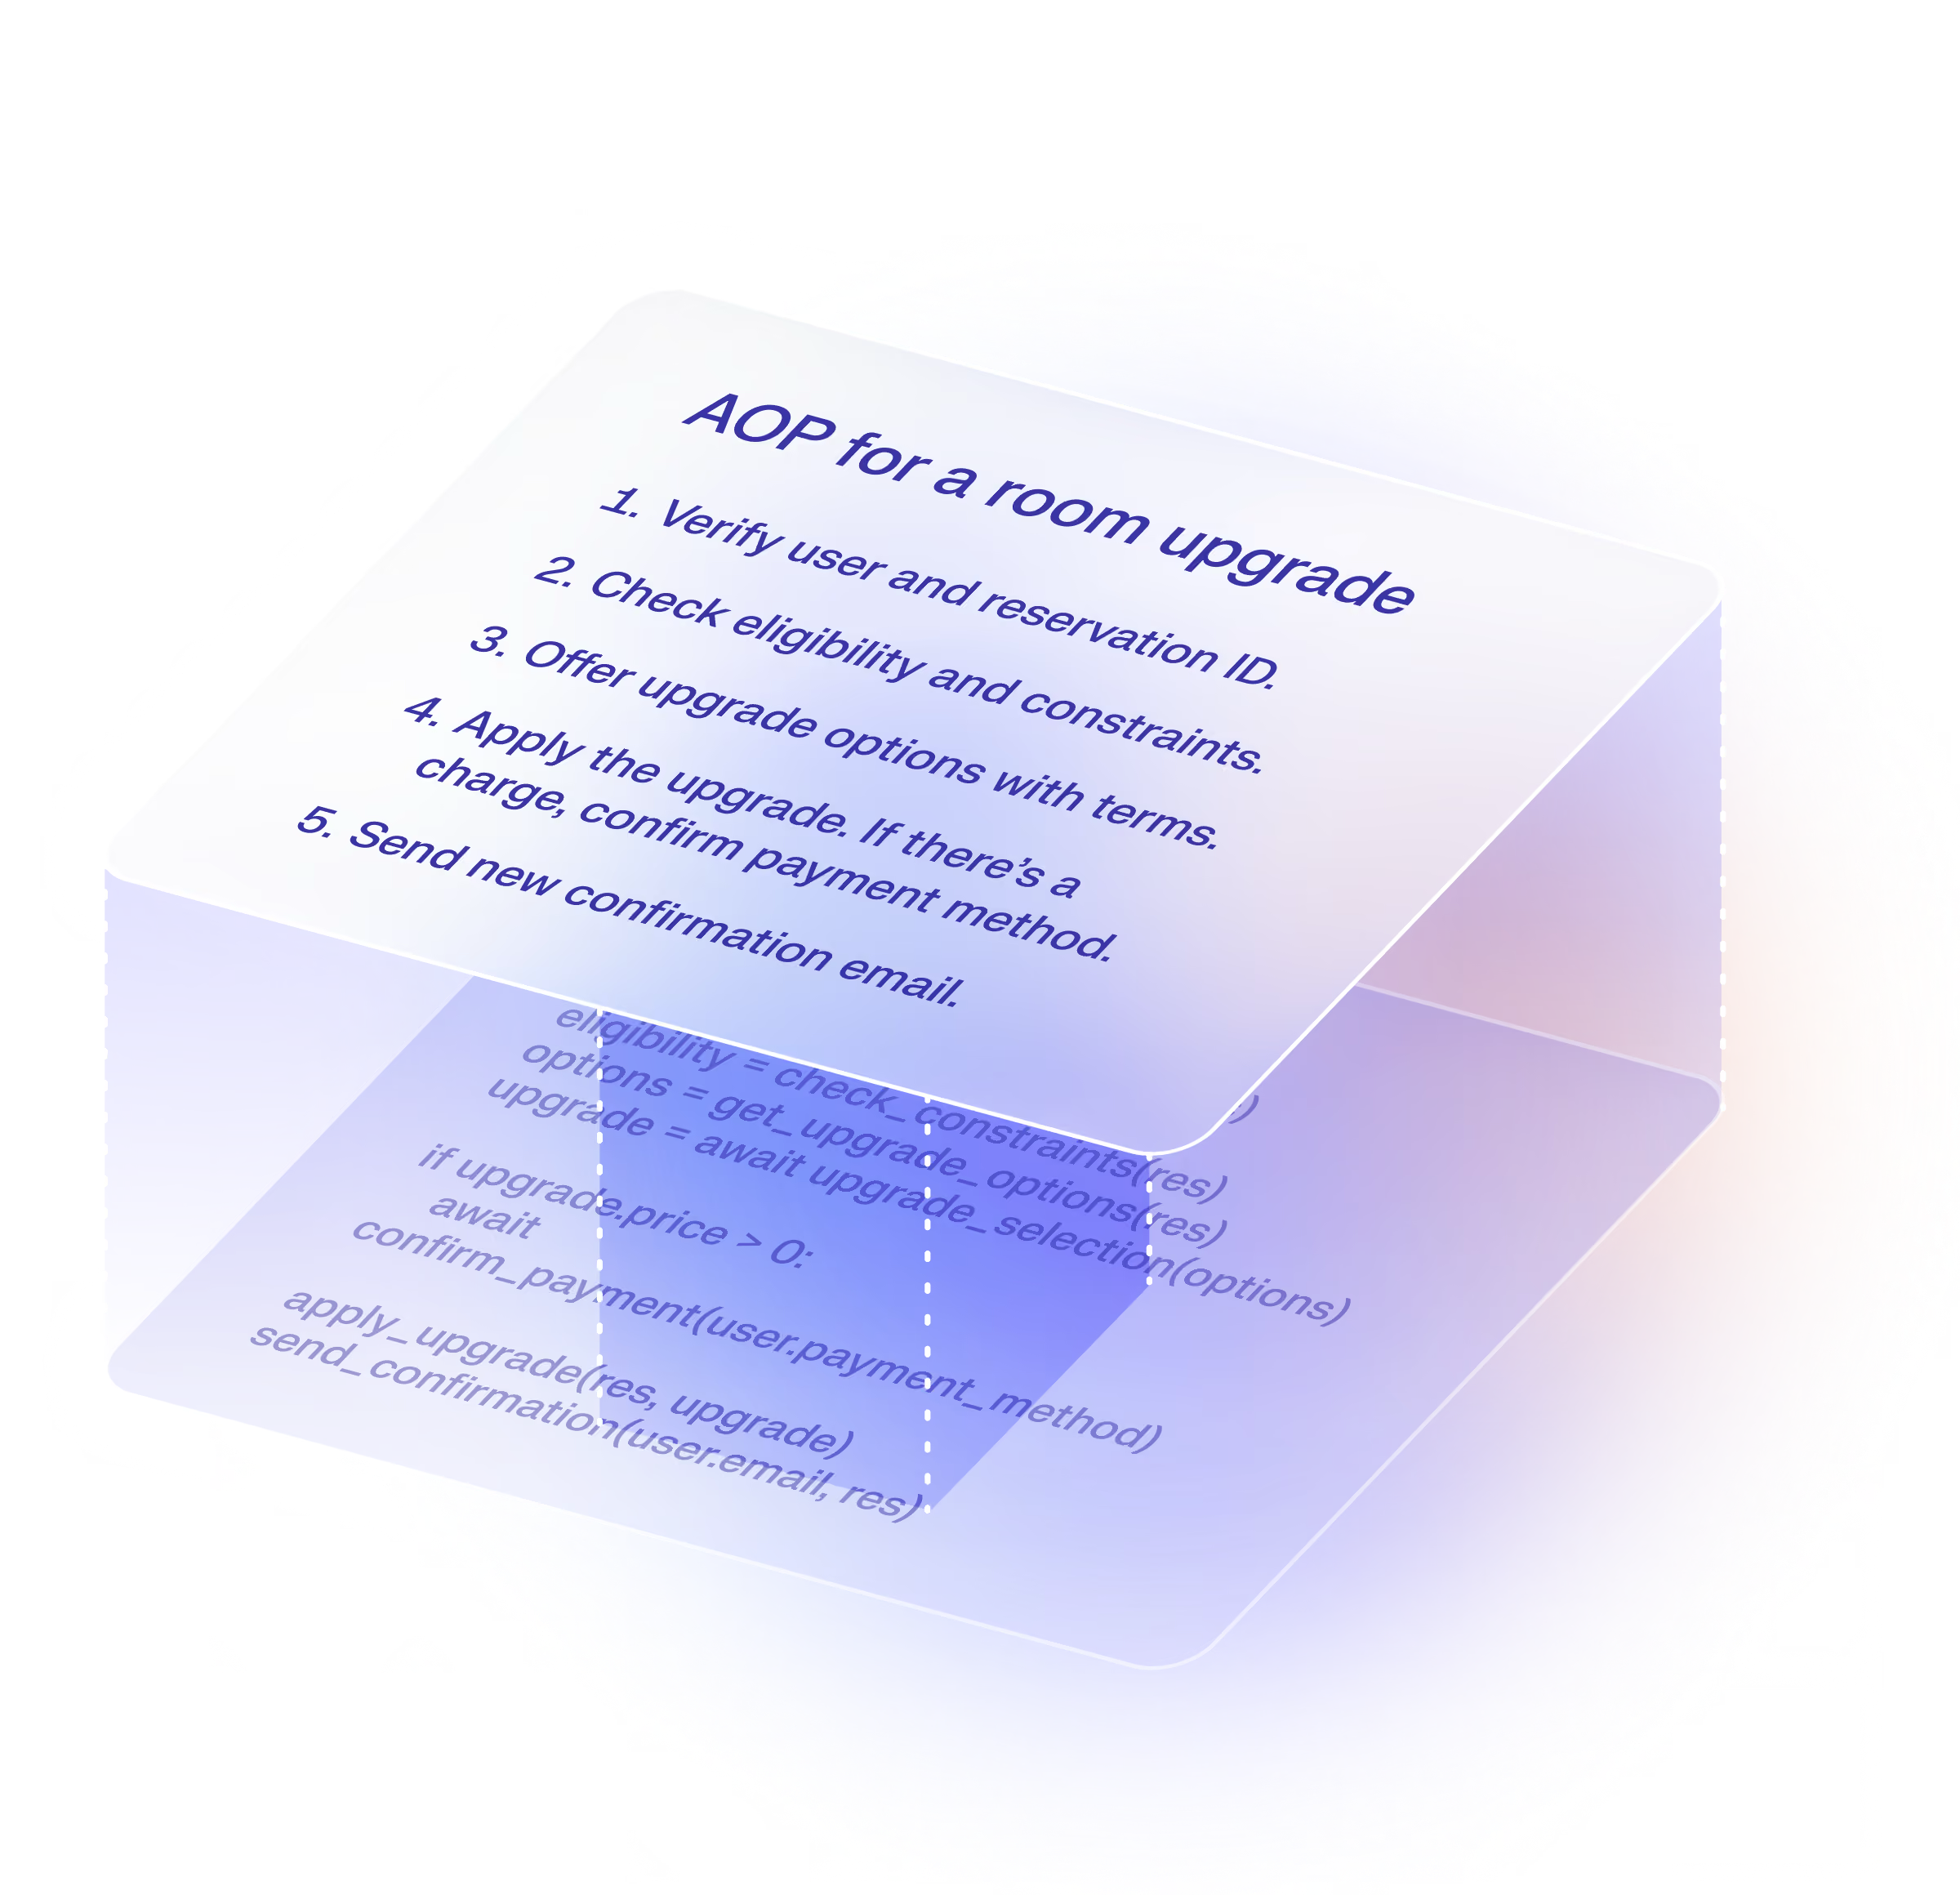 AOP for a room upgrade
1. Verify user and reservation ID.
2. Check eligibility and constraints.
3. Offer upgrade options with terms.
4. Apply the upgrade. If there’s a
charge, confirm payment method.
5. Send new confirmation email.
)
eligibility = check_constraints(res)
options = get_upgrade_options(res)
upgrade = await upgrade_selection(options)
if upgrade.price > 0:
await
confirm_payment(user.payment_method)
apply_upgrade(res, upgrade)
send_confirmation(user.email, res)